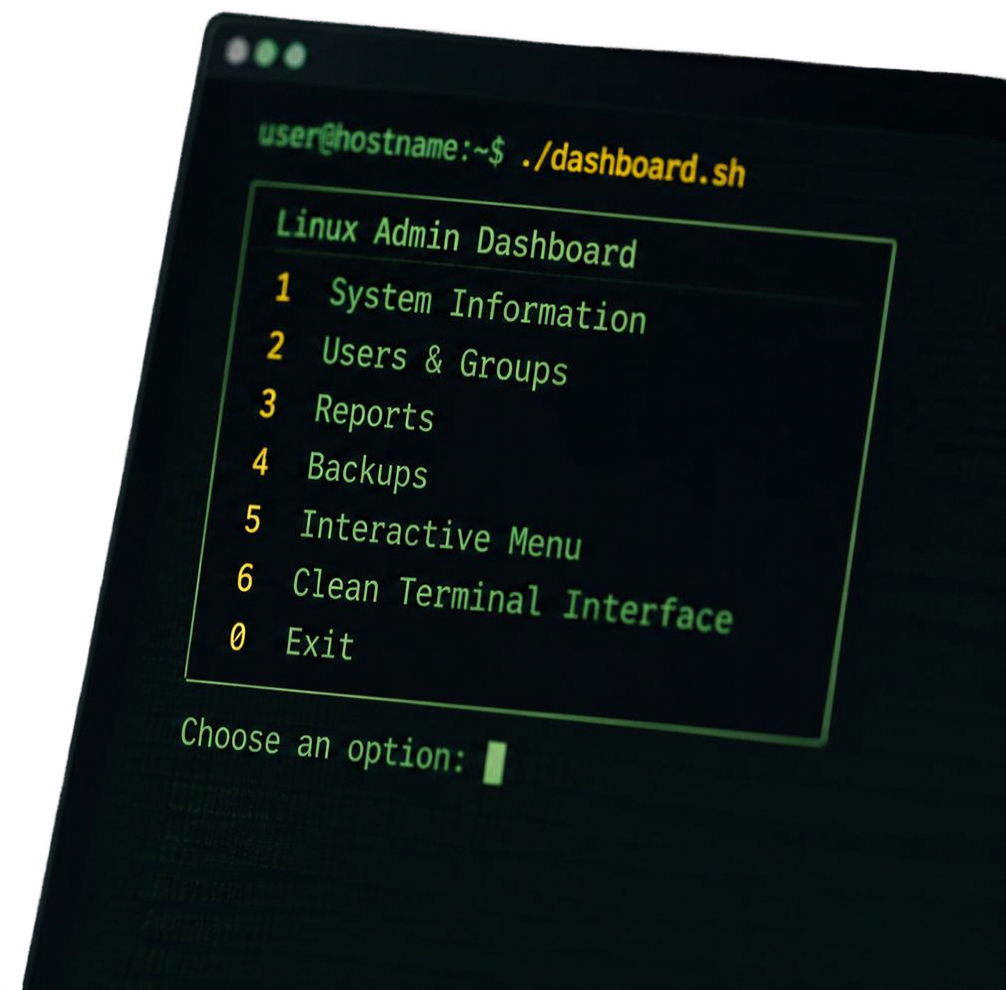 user@hostname:~$ ./dashboard.sh
Linux Admin Dashboard
1 System Information
2 Users & Groups
3 Reports
4 Backups
5 Interactive Menu
6 Clean Terminal Interface
0 Exit
Choose an option: